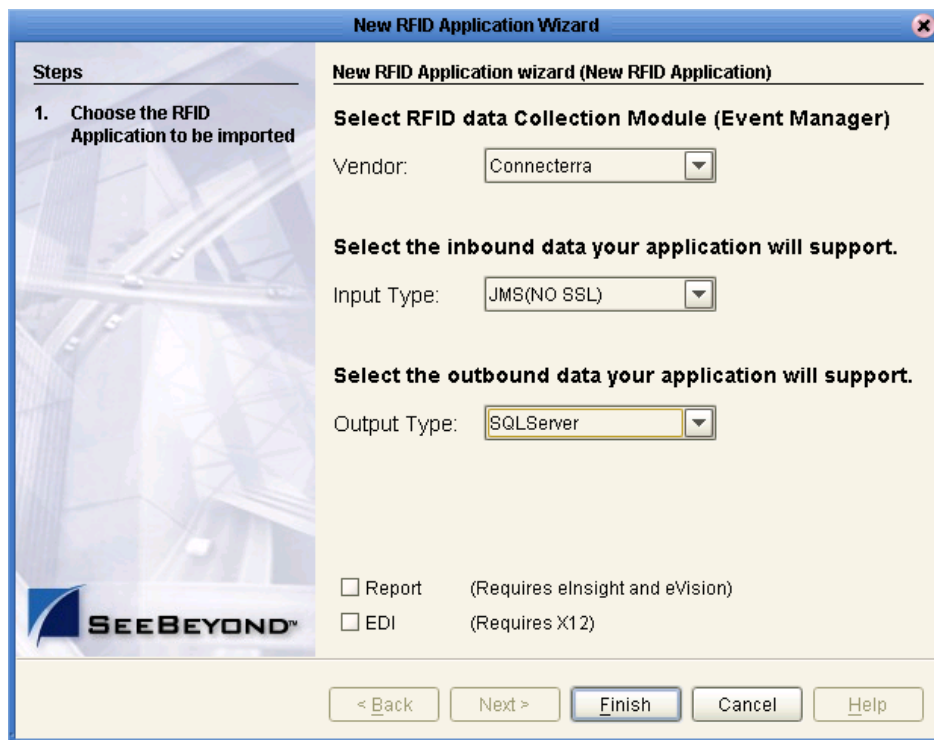 New RFID Application Wizard
Steps
1. Choose the RFID
Application to be imported
New RFID Application wizard (New RFID Application)
Select RFID data Collection Module (Event Manager)
Vendor: Connecterra
Select the inbound data your application will support.
Input Type: JMS(NO SSL)
Select the outbound data your application will support.
Output Type: SQLServer
Report (Requires eInsight and eVision)
EDI (Requires X12)
SEEBEYOND™
< Back Next > Finish Cancel Help